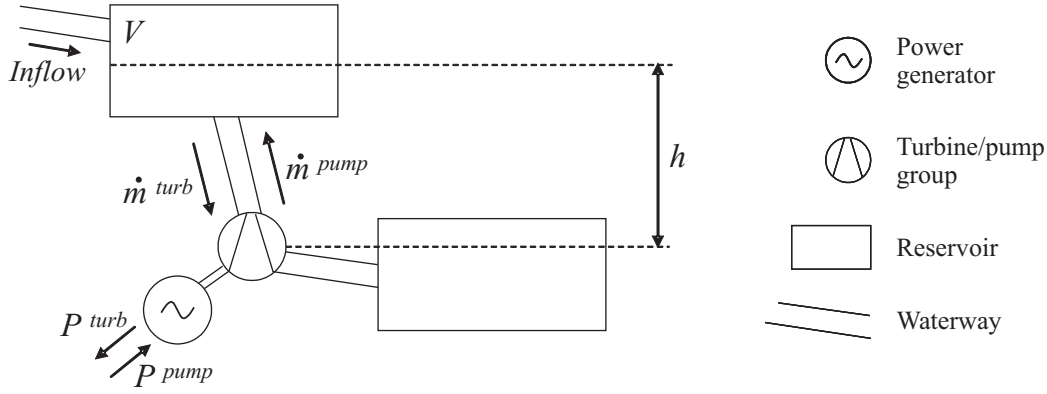 V
Inflow
ṁ turb
ṁ pump
h
P turb
P pump
Power
generator
Turbine/pump
group
Reservoir
Waterway